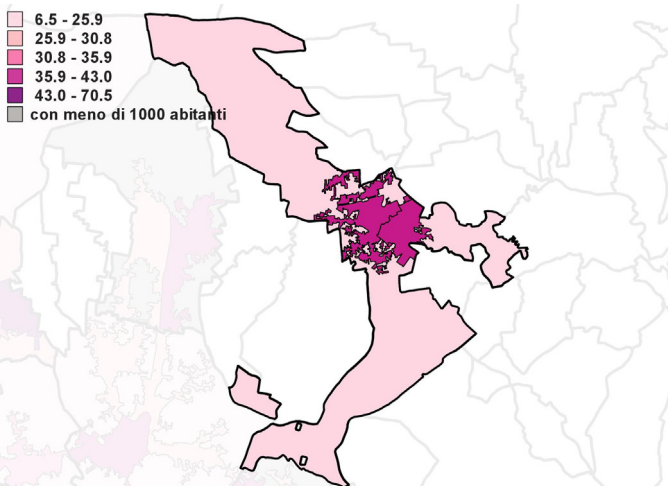 6.5 - 25.9
25.9 - 30.8
30.8 - 35.9
35.9 - 43.0
43.0 - 70.5
con meno di 1000 abitanti